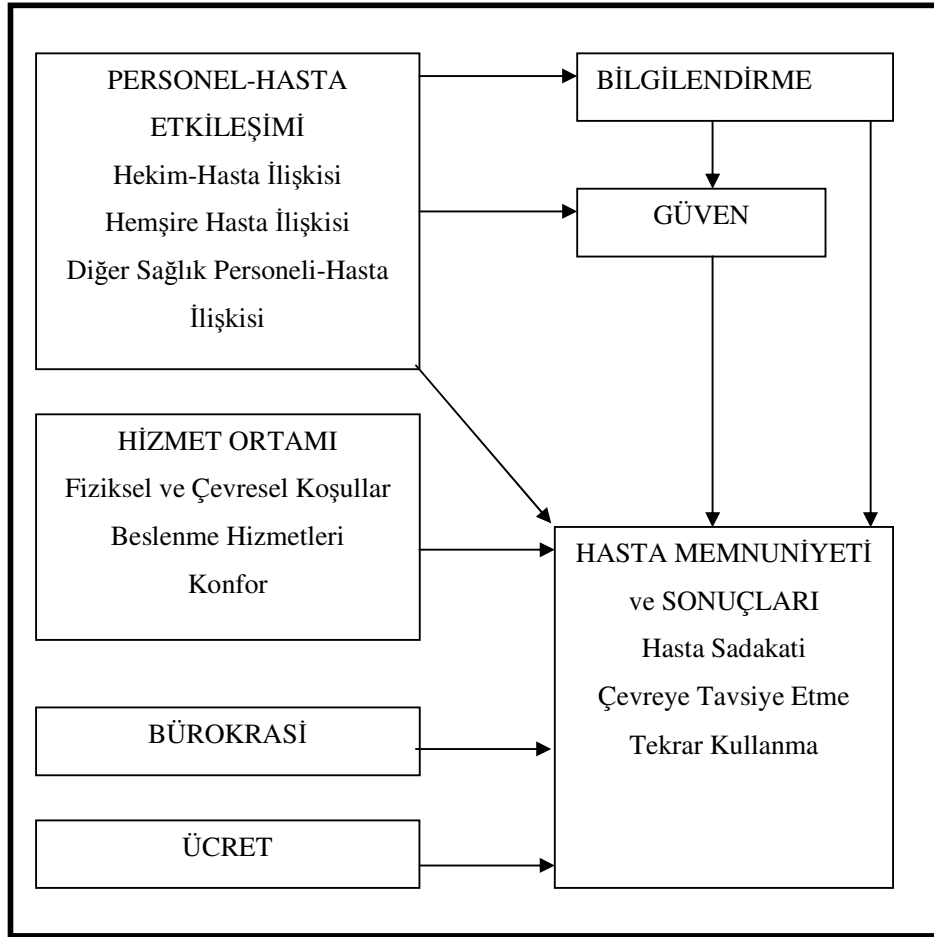 PERSONEL-HASTA
ETKİLEŞİMİ
Hekim-Hasta İlişkisi
Hemşire Hasta İlişkisi
Diğer Sağlık Personeli-Hasta
İlişkisi
BİLGİLENDİRME
GÜVEN
HİZMET ORTAMI
Fiziksel ve Çevresel Koşullar
Beslenme Hizmetleri
Konfor
BÜROKRASİ
ÜCRET
HASTA MEMNUNİYETİ
ve SONUÇLARI
Hasta Sadakati
Çevreye Tavsiye Etme
Tekrar Kullanma